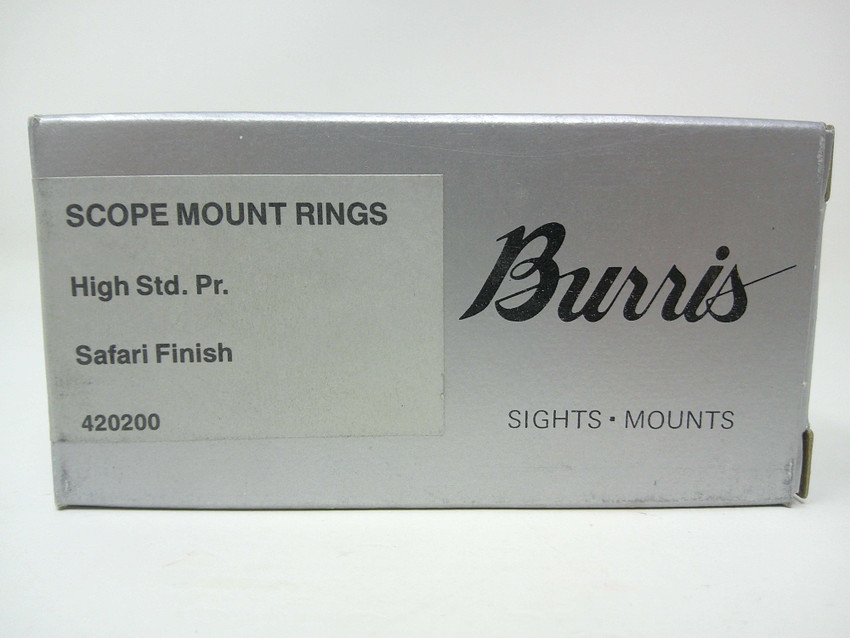 SCOPE MOUNT RINGS
High Std. Pr.
Safari Finish
420200
Burris
SIGHTS · MOUNTS